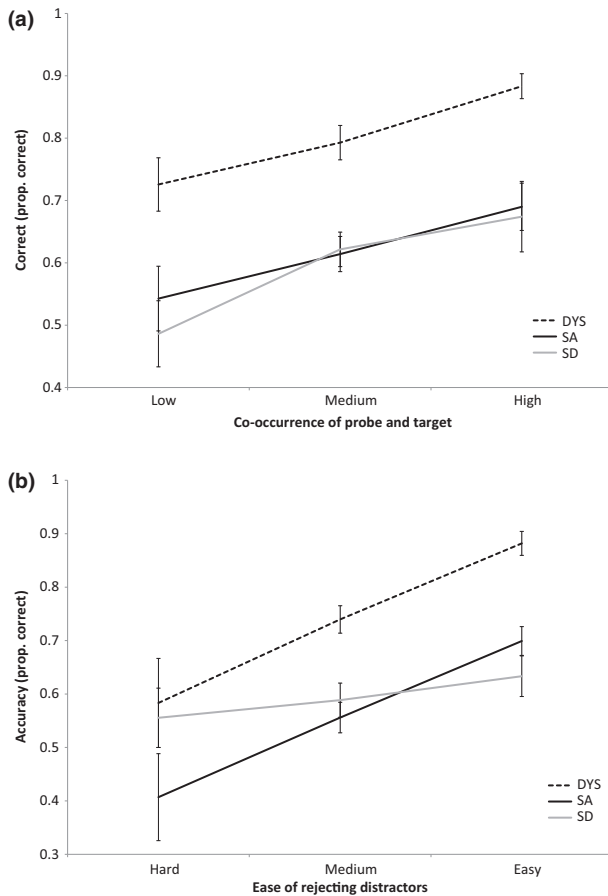 (a)
1
0.9
0.8
0.7
0.6
0.5
0.4
Correct (prop. correct)
DYS
SA
SD
Low Medium High
Co-occurrence of probe and target
(b)
1
0.9
0.8
0.7
0.6
0.5
0.4
0.3
Accuracy (prop. correct)
DYS
SA
SD
Hard Medium Easy
Ease of rejecting distractors